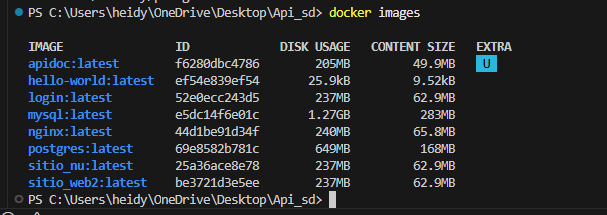 PS C:\Users\heidy\OneDrive\Desktop\Api_sd> docker images
IMAGE ID DISK USAGE CONTENT SIZE EXTRA
apidoc:latest f6280dbc4786 205MB 49.9MB U
hello-world:latest ef54e839ef54 25.9kB 9.52kB
login:latest 52e0ecc243d5 237MB 62.9MB
mysql:latest e5dc14f6e01c 1.27GB 283MB
nginx:latest 44d1be91d34f 240MB 65.8MB
postgres:latest 69e8582b781c 649MB 168MB
sitio_nu:latest 25a36ace8e78 237MB 62.9MB
sitio_web2:latest be3721d3e5ee 237MB 62.9MB
PS C:\Users\heidy\OneDrive\Desktop\Api_sd>